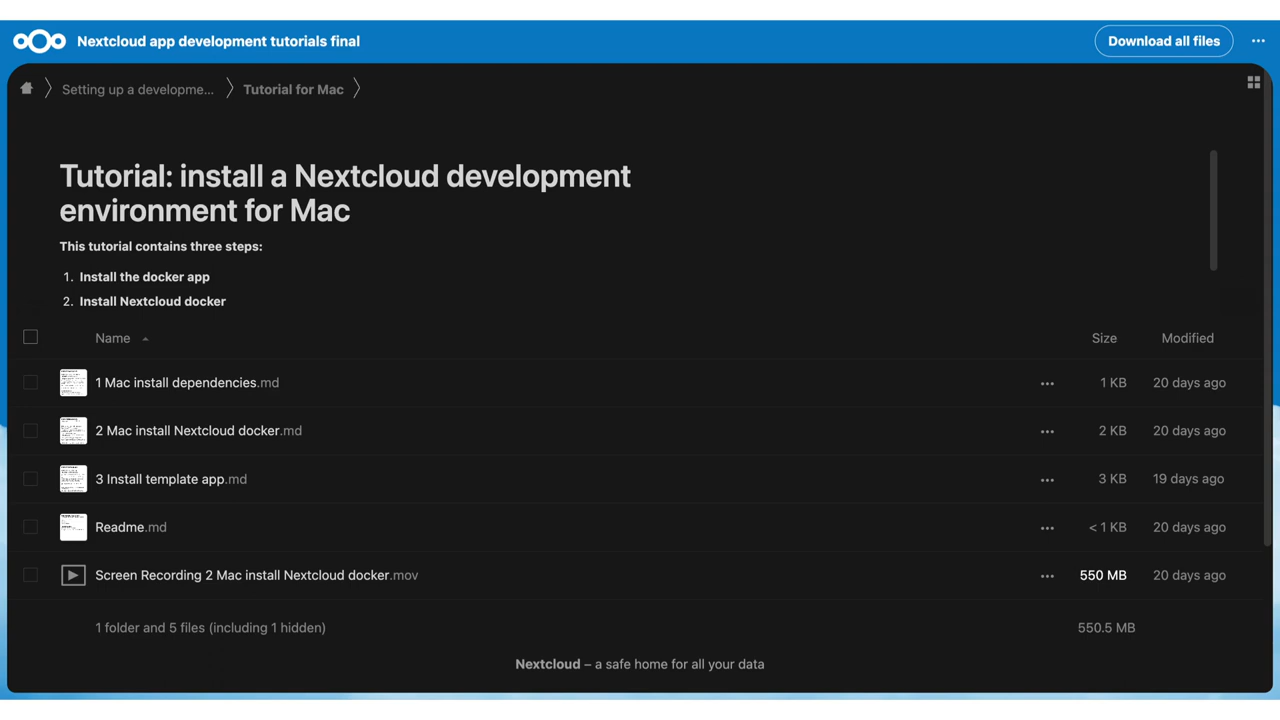 Nextcloud app development tutorials final
Download all files
Setting up a developme...
Tutorial for Mac
Tutorial: install a Nextcloud development
environment for Mac
This tutorial contains three steps:
1. Install the docker app
2. Install Nextcloud docker
Name Size Modified
1 Mac install dependencies.md 1 KB 20 days ago
2 Mac install Nextcloud docker.md 2 KB 20 days ago
3 Install template app.md 3 KB 19 days ago
Readme.md < 1 KB 20 days ago
Screen Recording 2 Mac install Nextcloud docker.mov 550 MB 20 days ago
1 folder and 5 files (including 1 hidden) 550.5 MB
Nextcloud – a safe home for all your data